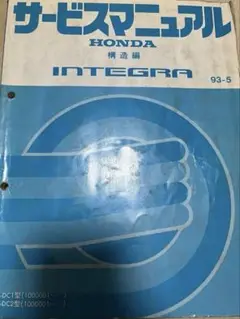 サービスマニュアル
HONDA
構造編
INTEGRA
93-5
-DC1型(1000001～
-DC2型(1000001～